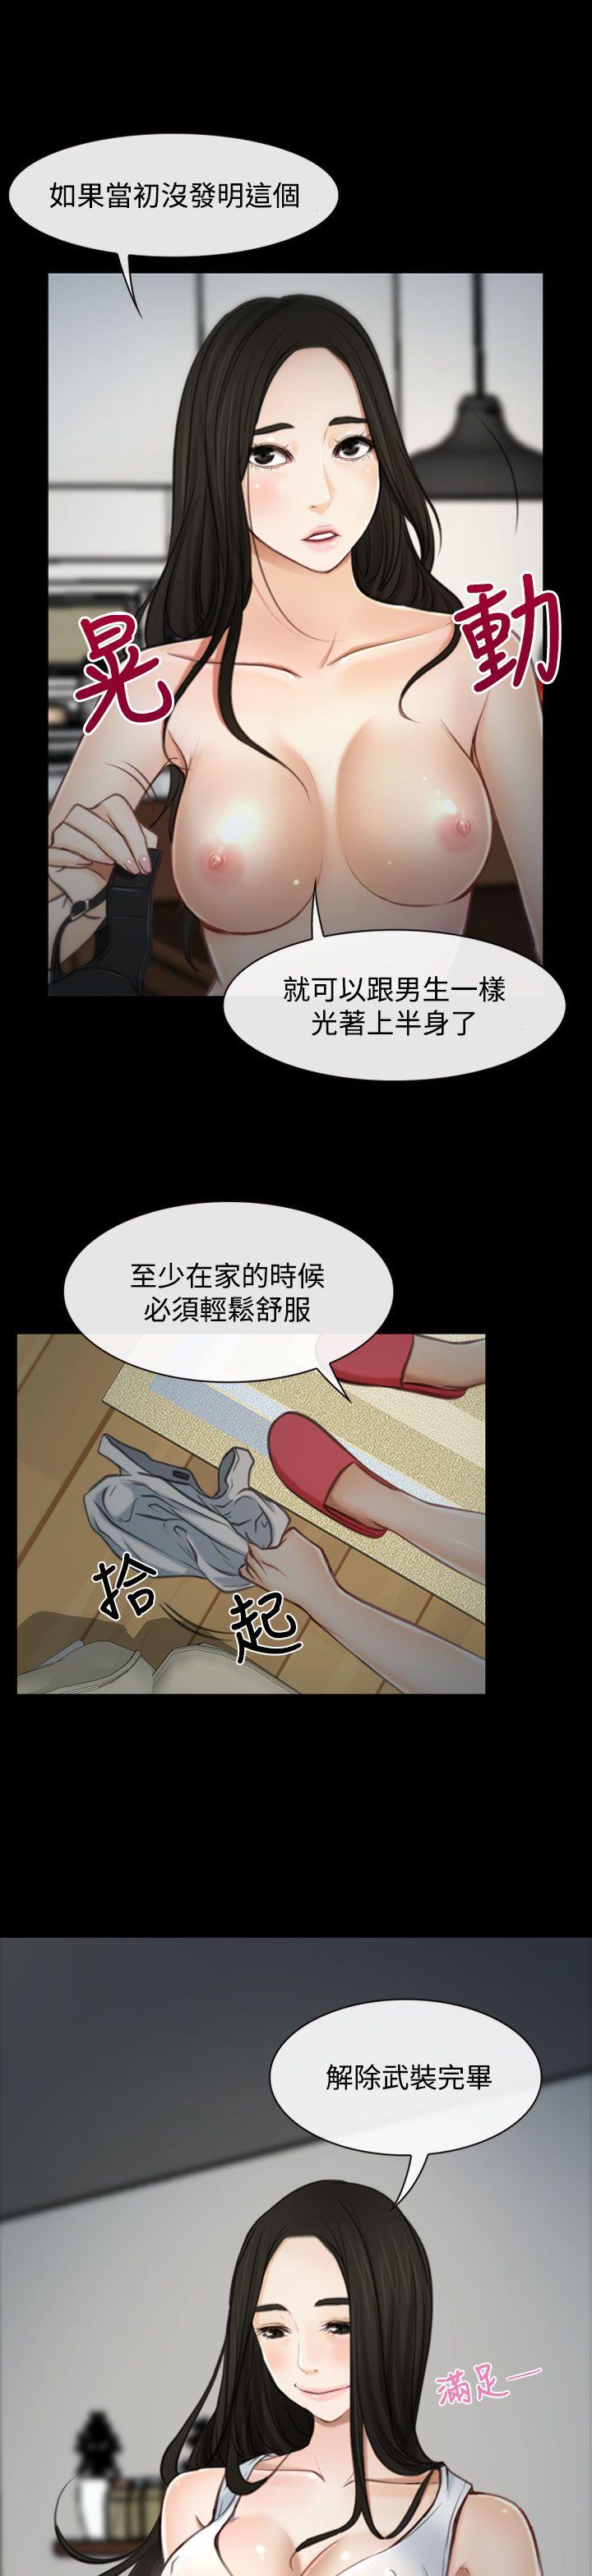 如果當初沒發明這個
晃動
就可以跟男生一樣
光著上半身了
至少在家的時候
必須輕鬆舒服
拾起
解除武裝完畢
滿足一